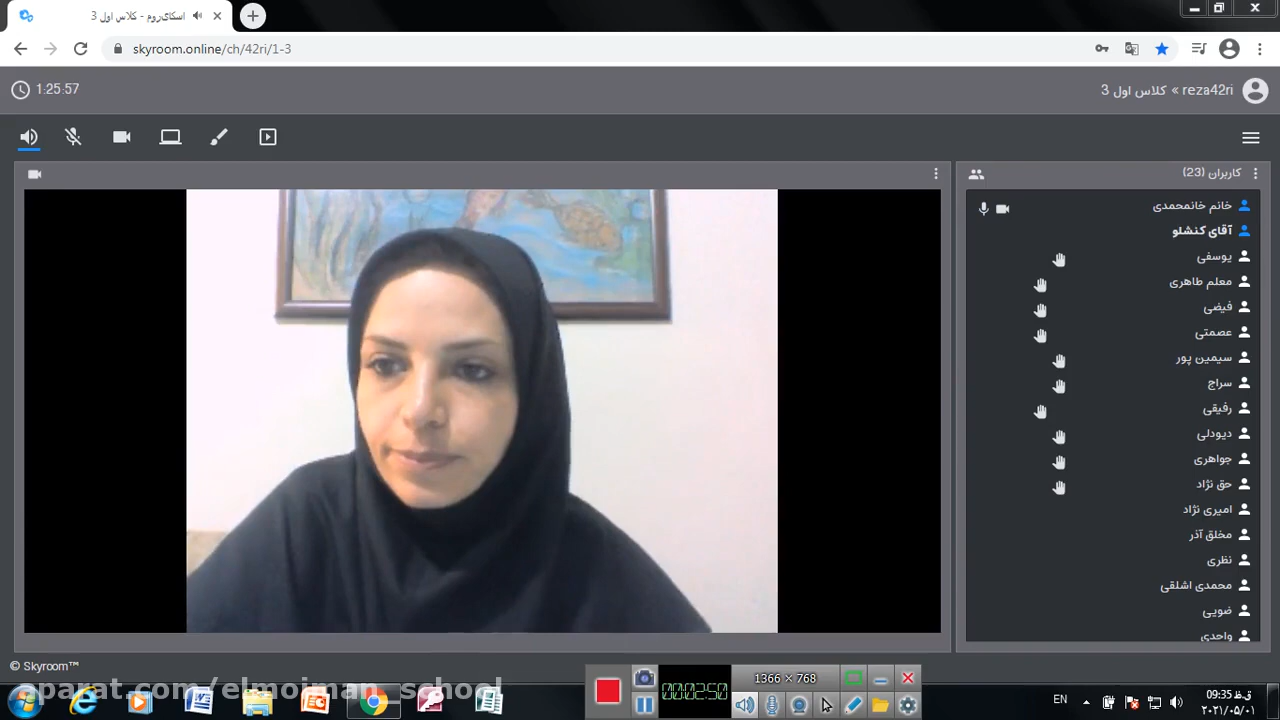 اسکای‌روم - کلاس اول 3
skyroom.online/ch/42ri/1-3
1:25:57
reza42ri » کلاس اول 3
کاربران (23)
خانم خانمحمدی
آقای کنشلو
یوسفی
معلم طاهری
فیضی
عصمتی
سیمین پور
سراج
رفیقی
دیودلی
جواهری
حق نژاد
امیری نژاد
مخلق آذر
نظری
محمدی اشلقی
ضویی
واحدی
© Skyroom™
aparat.com/elmoiman_school
00:02:50
1366 × 768
EN
09:35 ق.ظ
۲۰۲۱/۰۵/۰۱